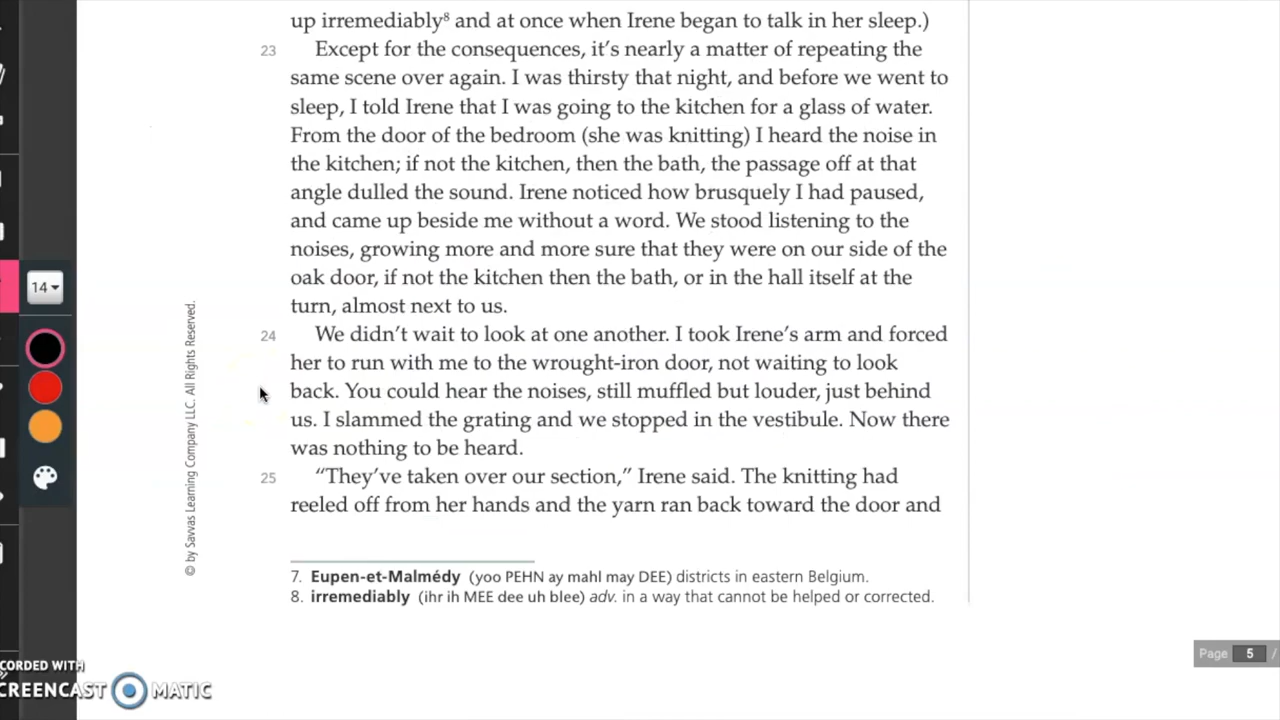 up irremediably⁸ and at once when Irene began to talk in her sleep.)
23 Except for the consequences, it's nearly a matter of repeating the
same scene over again. I was thirsty that night, and before we went to
sleep, I told Irene that I was going to the kitchen for a glass of water.
From the door of the bedroom (she was knitting) I heard the noise in
the kitchen; if not the kitchen, then the bath, the passage off at that
angle dulled the sound. Irene noticed how brusquely I had paused,
and came up beside me without a word. We stood listening to the
noises, growing more and more sure that they were on our side of the
oak door, if not the kitchen then the bath, or in the hall itself at the
turn, almost next to us.
24 We didn't wait to look at one another. I took Irene's arm and forced
her to run with me to the wrought-iron door, not waiting to look
back. You could hear the noises, still muffled but louder, just behind
us. I slammed the grating and we stopped in the vestibule. Now there
was nothing to be heard.
25 "They've taken over our section," Irene said. The knitting had
reeled off from her hands and the yarn ran back toward the door and
7. Eupen-et-Malmédy (yoo PEHN ay mahl may DEE) districts in eastern Belgium.
8. irremediably (ihr ih MEE dee uh blee) adv. in a way that cannot be helped or corrected.
© by Savvas Learning Company LLC. All Rights Reserved.
14
Page 5 /
CORDED WITH
CREENCAST MATIC